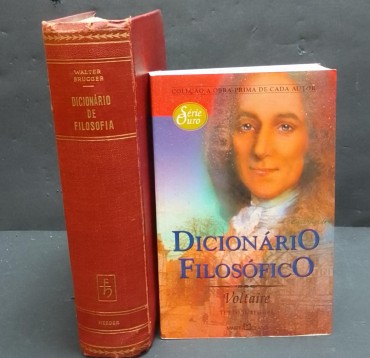 WALTER
BRUGGER
DICIONÁRIO
DE
FILOSOFIA
HERDER
COLEÇÃO A OBRA-PRIMA DE CADA AUTOR
Série
Ouro
DICIONÁRIO
FILOSÓFICO
Voltaire